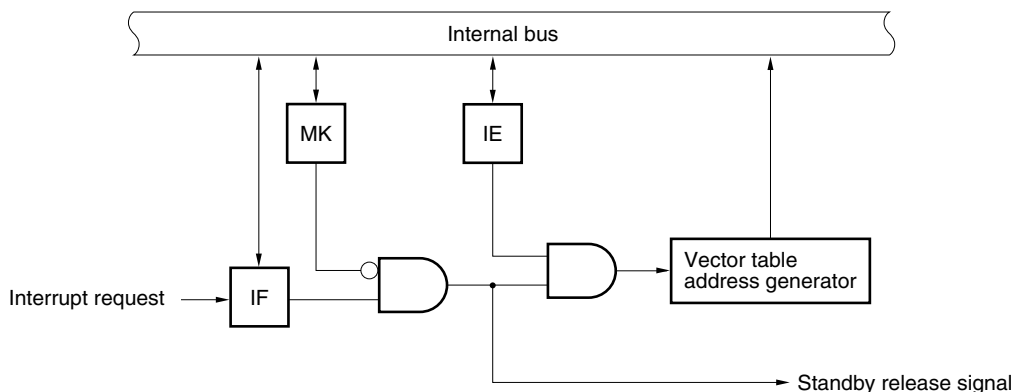 Internal bus
MK
IE
Interrupt request
IF
Vector table
address generator
Standby release signal